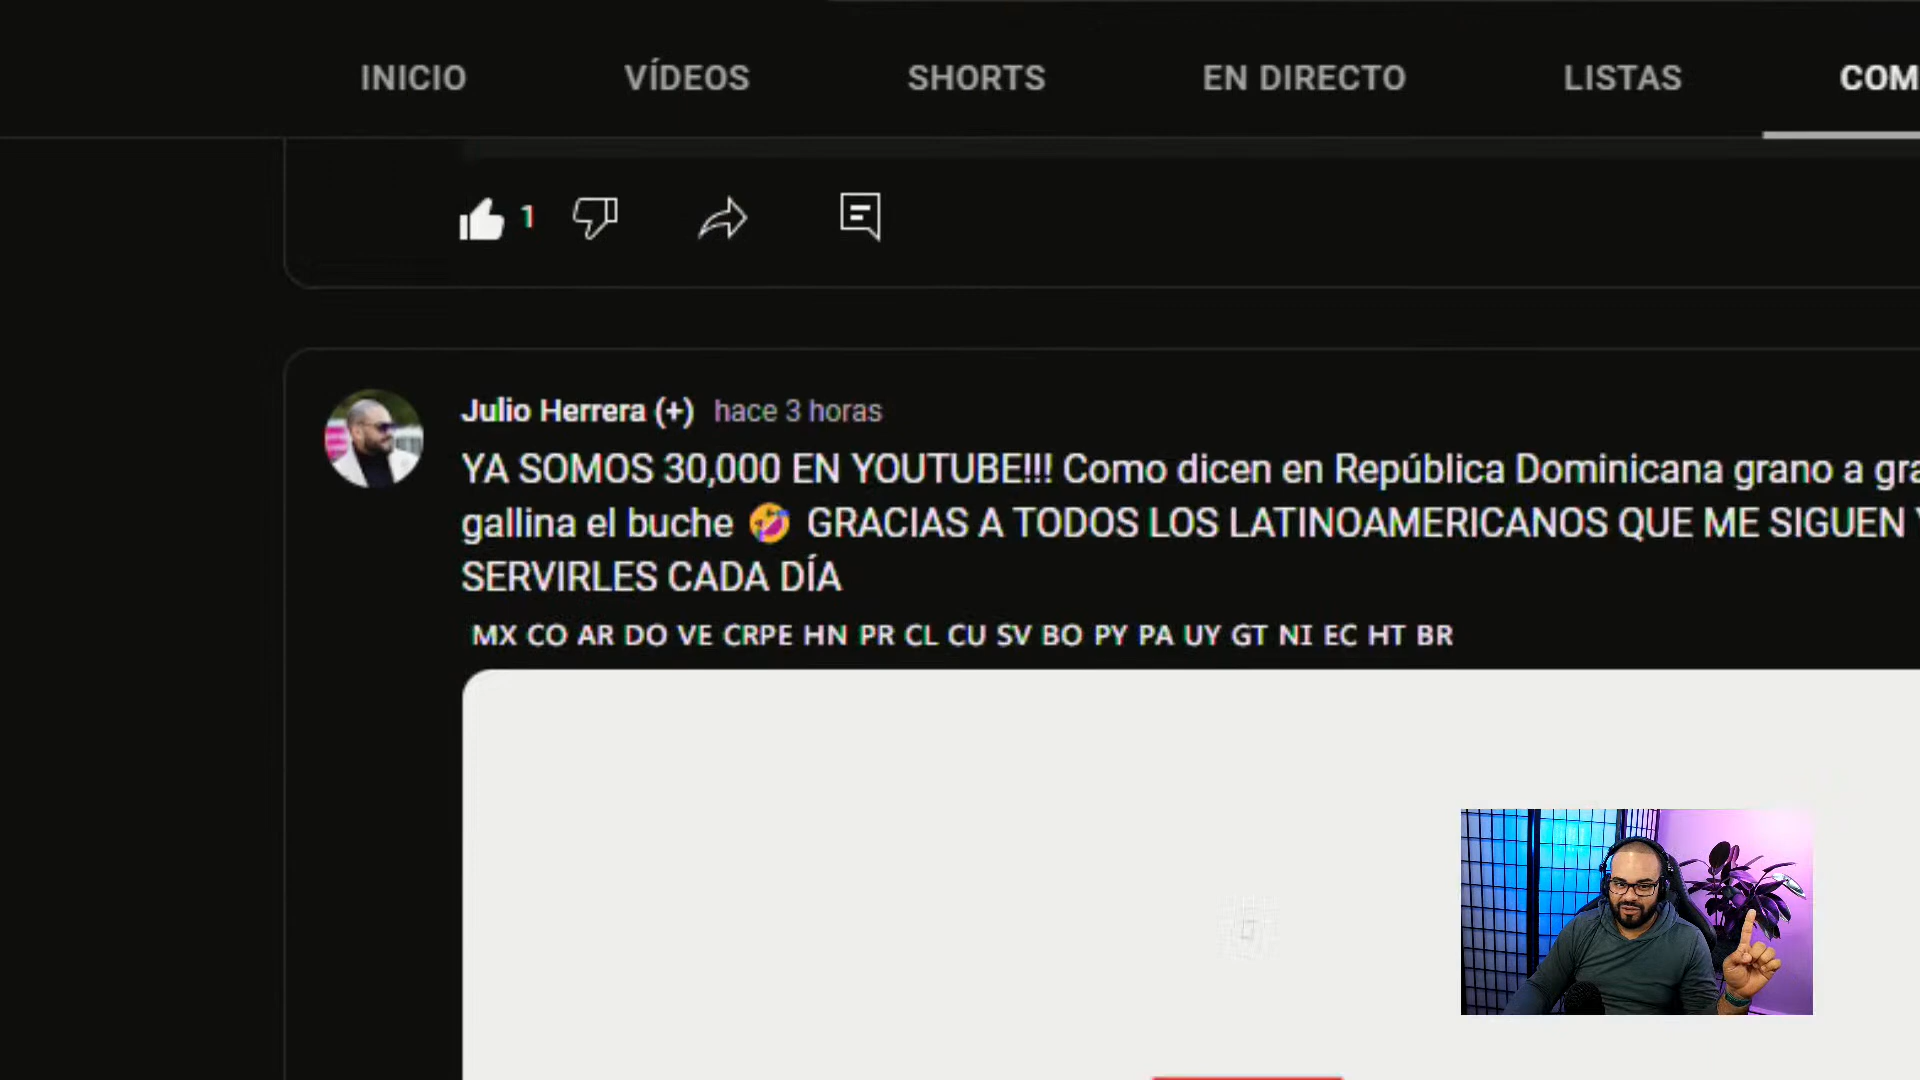 INICIO VÍDEOS SHORTS EN DIRECTO LISTAS COM
1
Julio Herrera (+) hace 3 horas
YA SOMOS 30,000 EN YOUTUBE!!! Como dicen en República Dominicana grano a gra
gallina el buche 🤣 GRACIAS A TODOS LOS LATINOAMERICANOS QUE ME SIGUEN Y
SERVIRLES CADA DÍA
MX CO AR DO VE CRPE HN PR CL CU SV BO PY PA UY GT NI EC HT BR